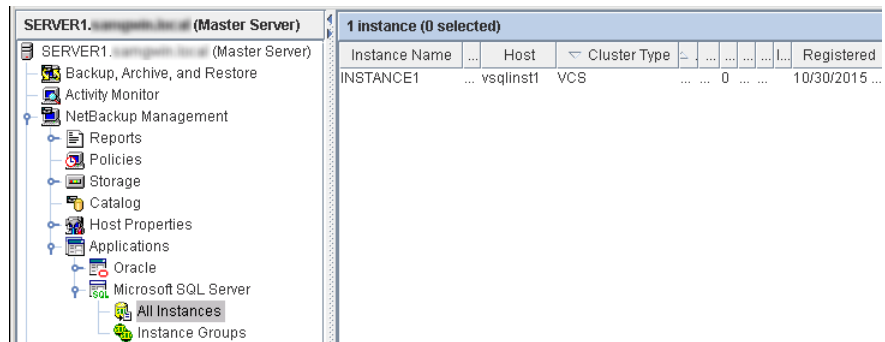 SERVER1. (Master Server)
1 instance (0 selected)
SERVER1. (Master Server)
Backup, Archive, and Restore
Activity Monitor
NetBackup Management
Reports
Policies
Storage
Catalog
Host Properties
Applications
Oracle
Microsoft SQL Server
SQL
All Instances
Instance Groups
Instance Name ... Host Cluster Type . ... ... ... ... I... Registered
INSTANCE1 ... vsqlinst1 VCS ... ... 0 ... ... 10/30/2015 ...